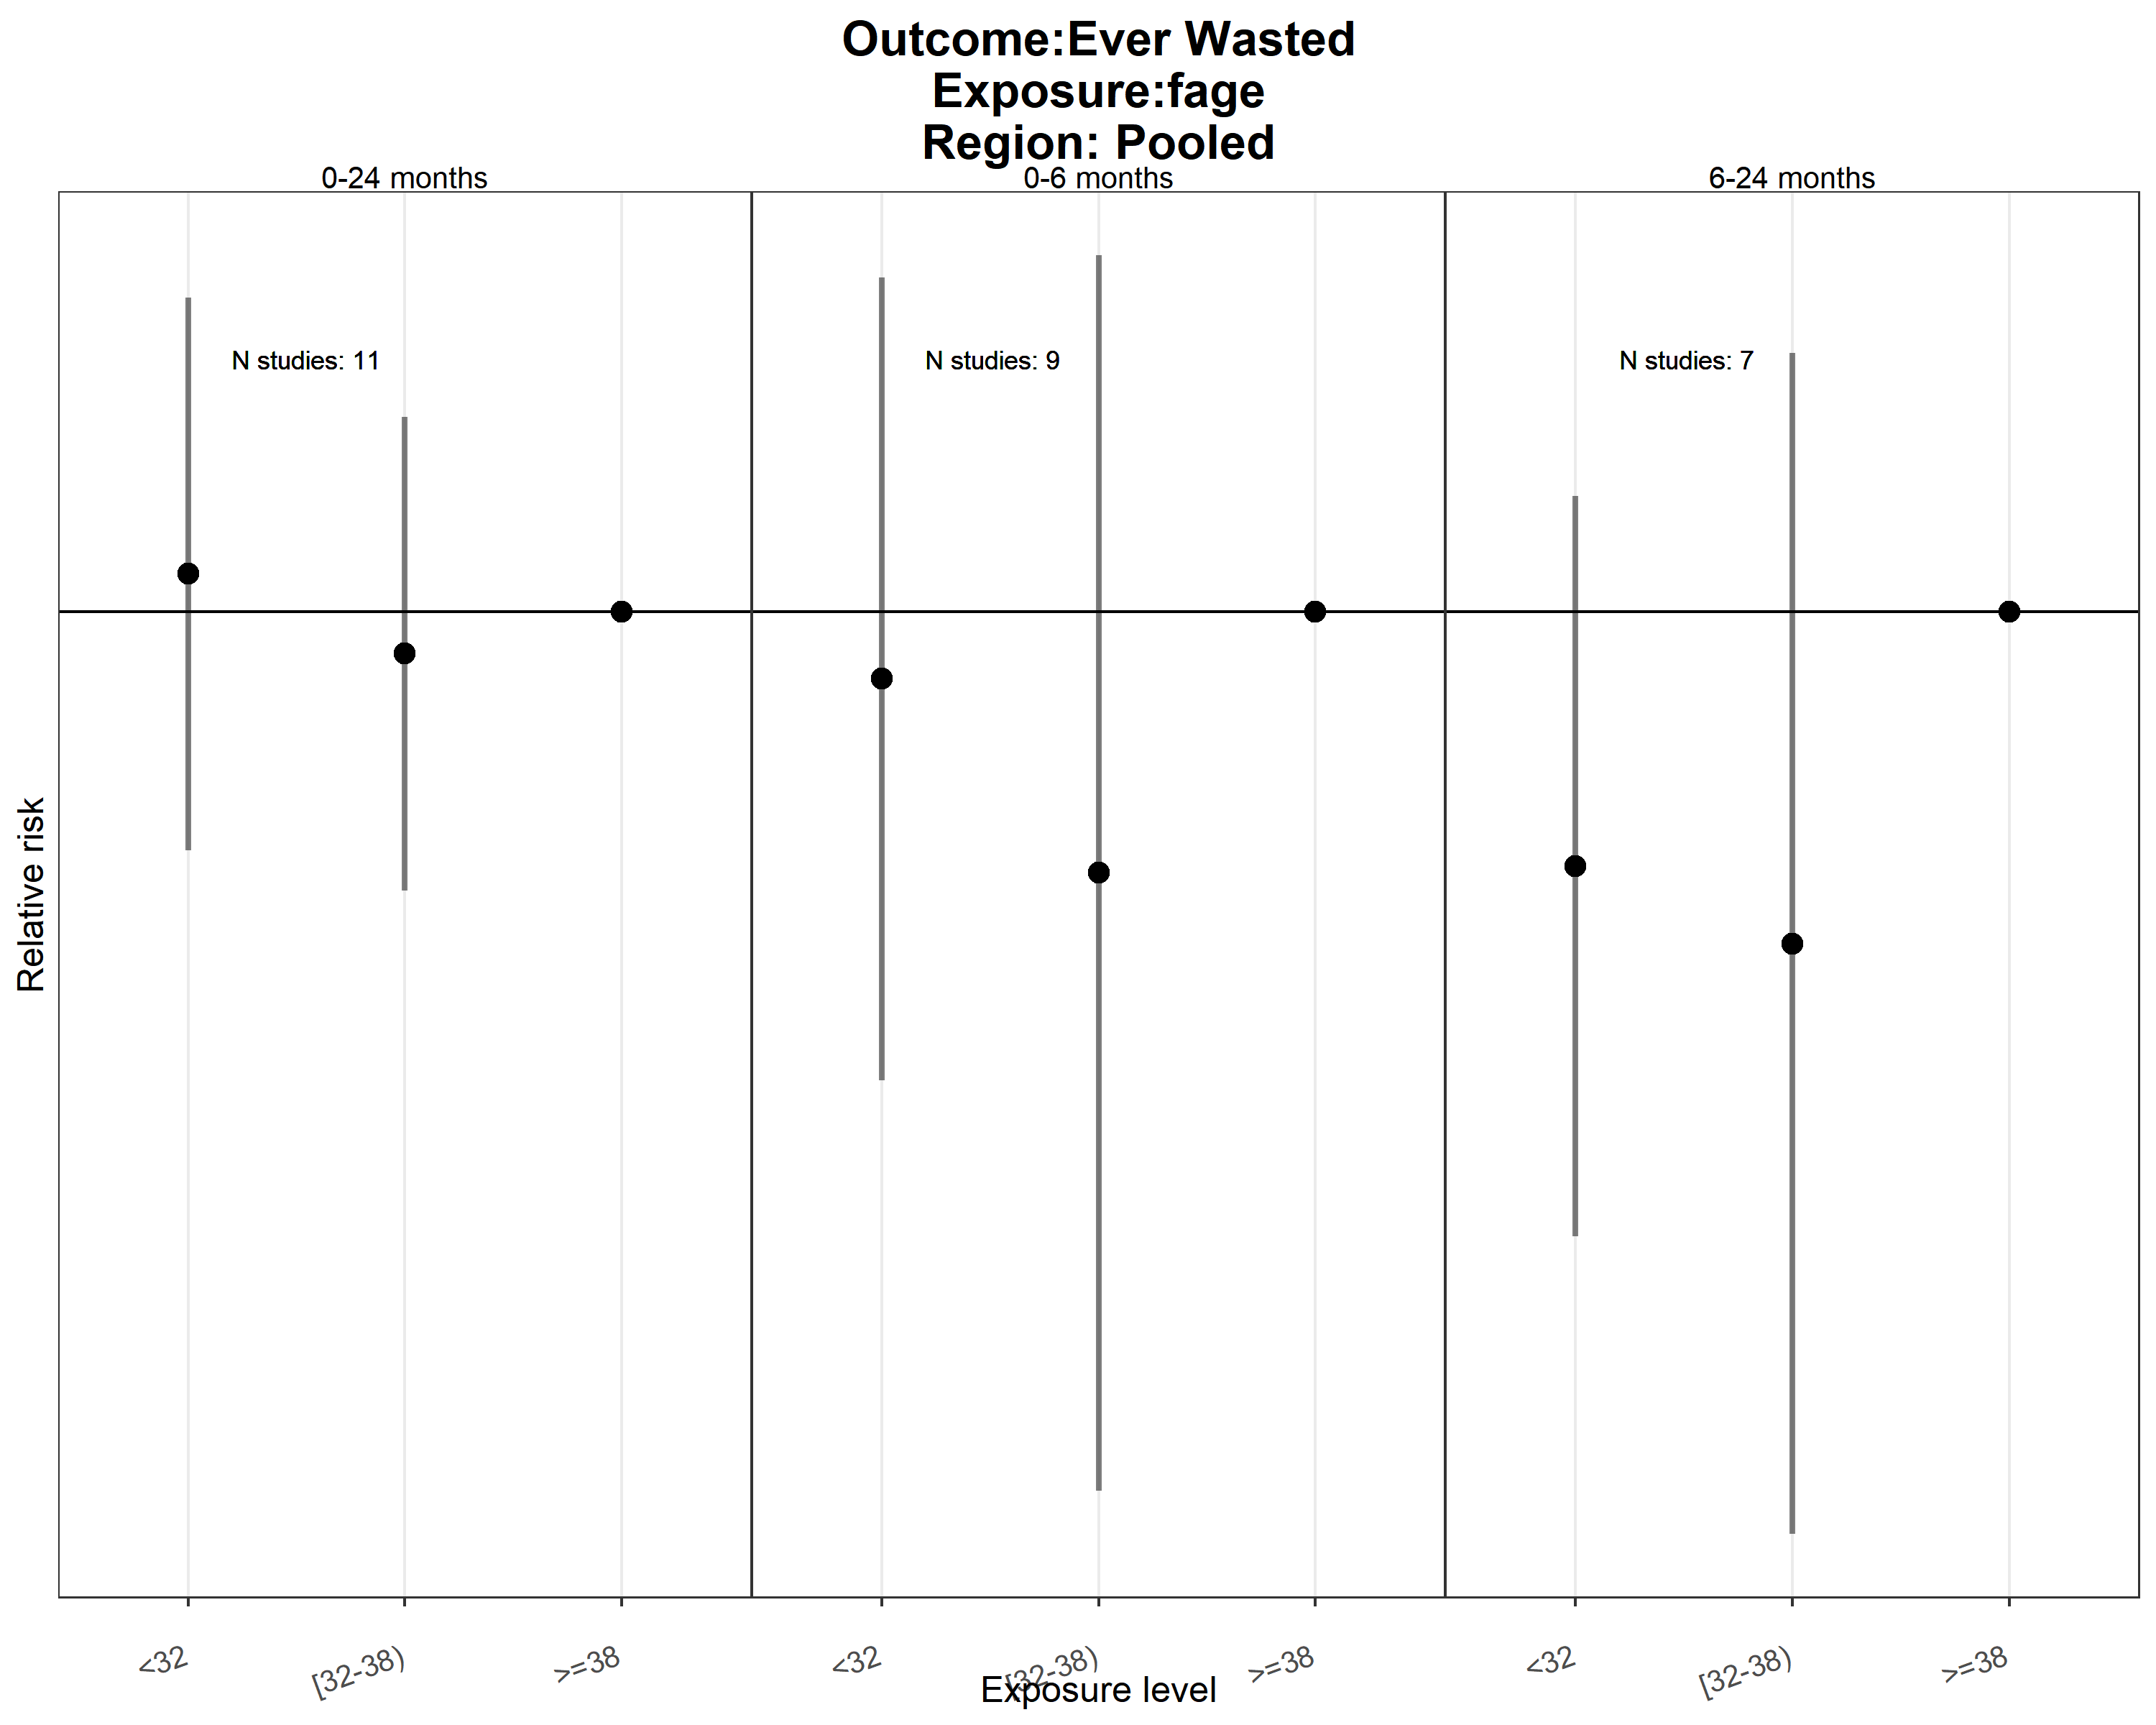 Outcome:Ever Wasted
Exposure:fage
Region: Pooled
0-24 months
0-6 months
6-24 months
N studies: 11
N studies: 9
N studies: 7
Relative risk
<32
[32-38)
>=38
<32
[32-38)
>=38
<32
[32-38)
>=38
Exposure level